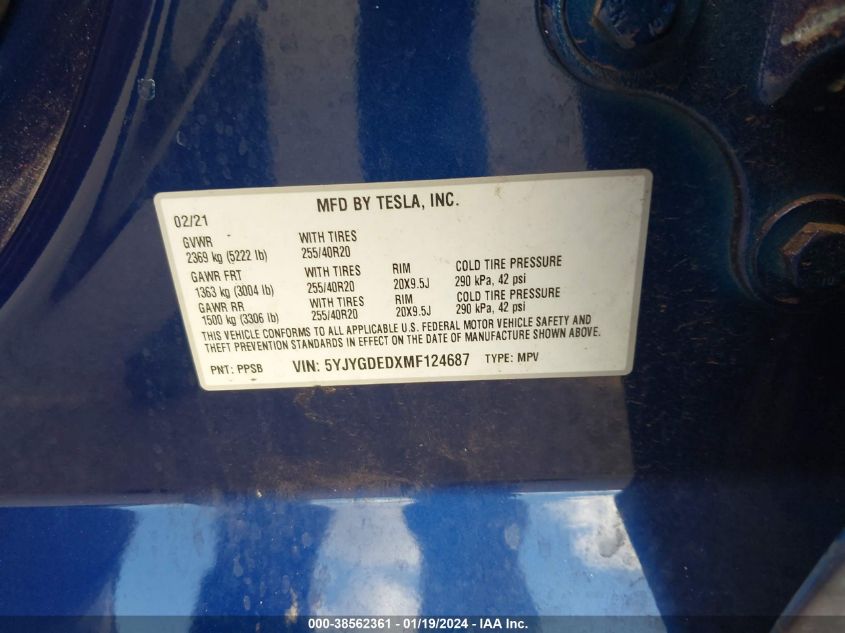 MFD BY TESLA, INC.
02/21
GVWR WITH TIRES
2369 kg (5222 lb) 255/40R20
GAWR FRT WITH TIRES RIM COLD TIRE PRESSURE
1363 kg (3004 lb) 255/40R20 20X9.5J 290 kPa, 42 psi
GAWR RR WITH TIRES RIM COLD TIRE PRESSURE
1500 kg (3306 lb) 255/40R20 20X9.5J 290 kPa, 42 psi
THIS VEHICLE CONFORMS TO ALL APPLICABLE U.S. FEDERAL MOTOR VEHICLE SAFETY AND
THEFT PREVENTION STANDARDS IN EFFECT ON THE DATE OF MANUFACTURE SHOWN ABOVE.
PNT: PPSB VIN: 5YJYGDEDXMF124687 TYPE: MPV
000-38562361 - 01/19/2024 - IAA Inc.